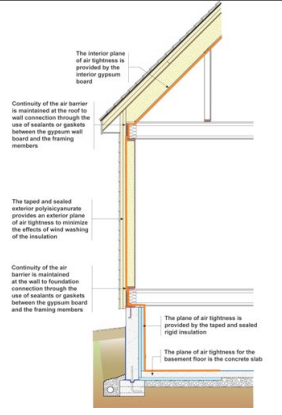 The interior plane
of air tightness is
provided by the
interior gypsum
board
Continuity of the air barrier
is maintained at the roof to
wall connection through the
use of sealants or gaskets
between the gypsum wall
board and the framing
members
The taped and sealed
exterior polyisicyanurate
provides an exterior plane
of air tightness to minimize
the effects of wind washing
of the insulation
Continuity of the air
barrier is maintained
at the wall to foundation
connection through the
use of sealants or gaskets
between the gypsum board
and the framing members
The plane of air tightness is
provided by the taped and sealed
rigid insulation
The plane of air tightness for the
basement floor is the concrete slab